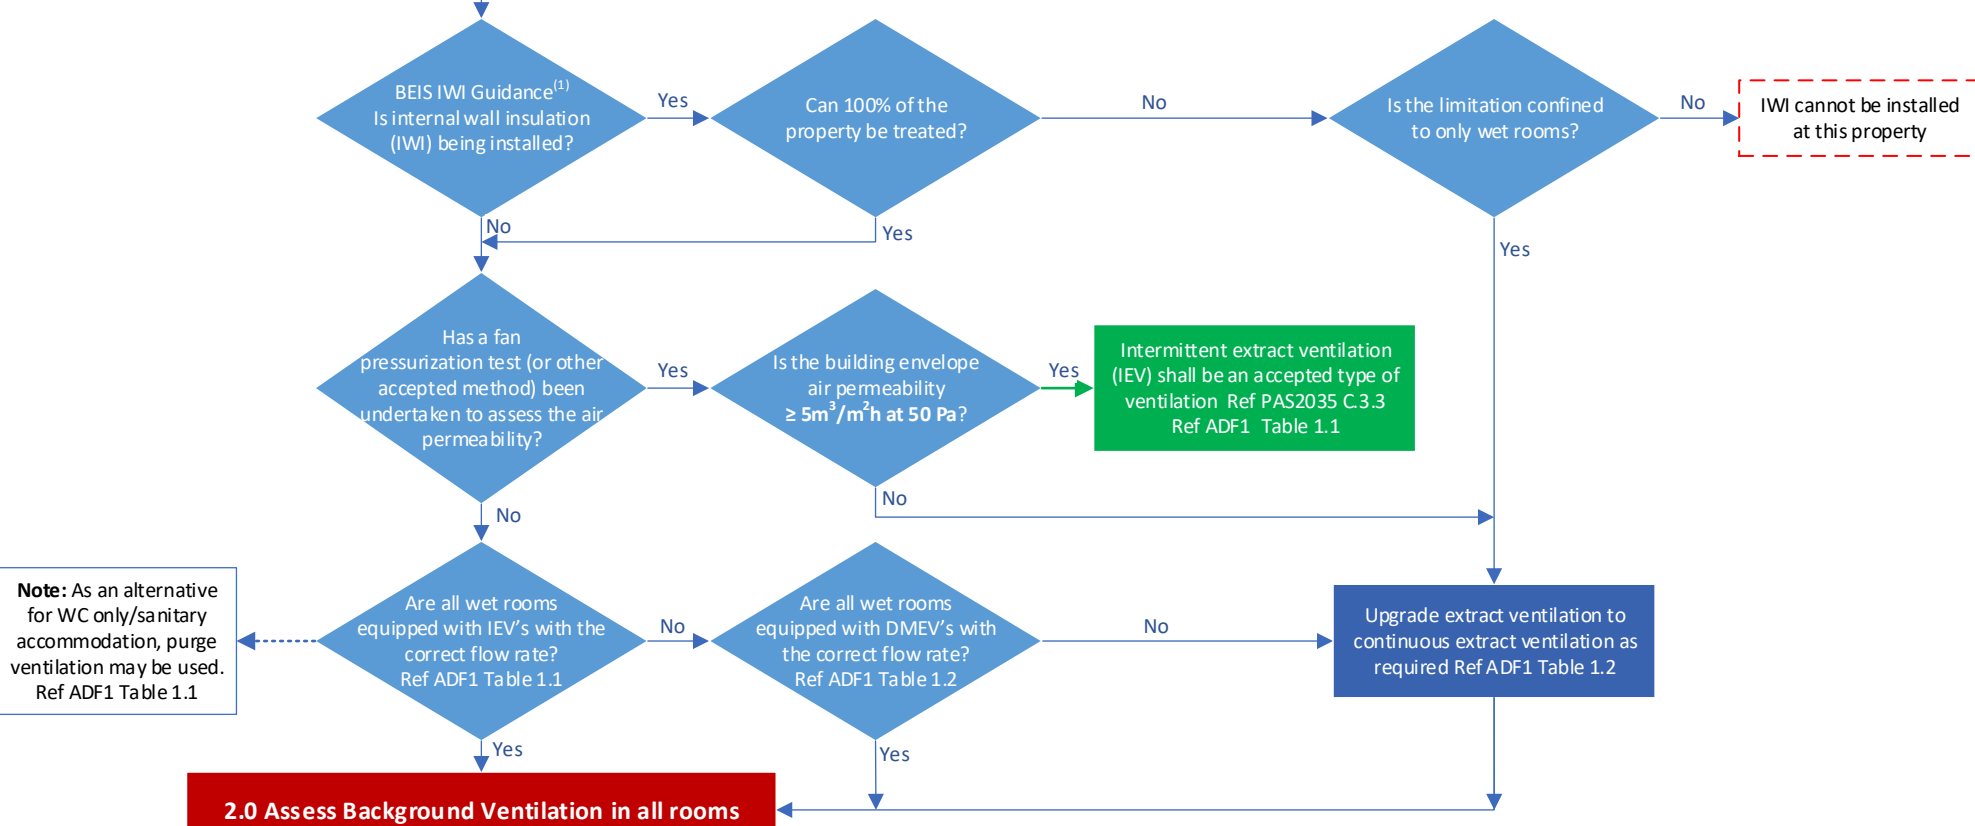 BEIS IWI Guidance(1)
Is internal wall insulation
(IWI) being installed?
Yes
Can 100% of the
property be treated?
No
Is the limitation confined
to only wet rooms?
No
IWI cannot be installed
at this property
No
Yes
Yes
Has a fan
pressurization test (or other
accepted method) been
undertaken to assess the air
permeability?
Yes
Is the building envelope
air permeability
≥ 5m³/m²h at 50 Pa?
Yes
Intermittent extract ventilation
(IEV) shall be an accepted type of
ventilation Ref PAS2035 C.3.3
Ref ADF1 Table 1.1
No
No
Note: As an alternative
for WC only/sanitary
accommodation, purge
ventilation may be used.
Ref ADF1 Table 1.1
Are all wet rooms
equipped with IEV's with the
correct flow rate?
Ref ADF1 Table 1.1
No
Are all wet rooms
equipped with DMEV's with
the correct flow rate?
Ref ADF1 Table 1.2
No
Upgrade extract ventilation to
continuous extract ventilation as
required Ref ADF1 Table 1.2
Yes
Yes
2.0 Assess Background Ventilation in all rooms